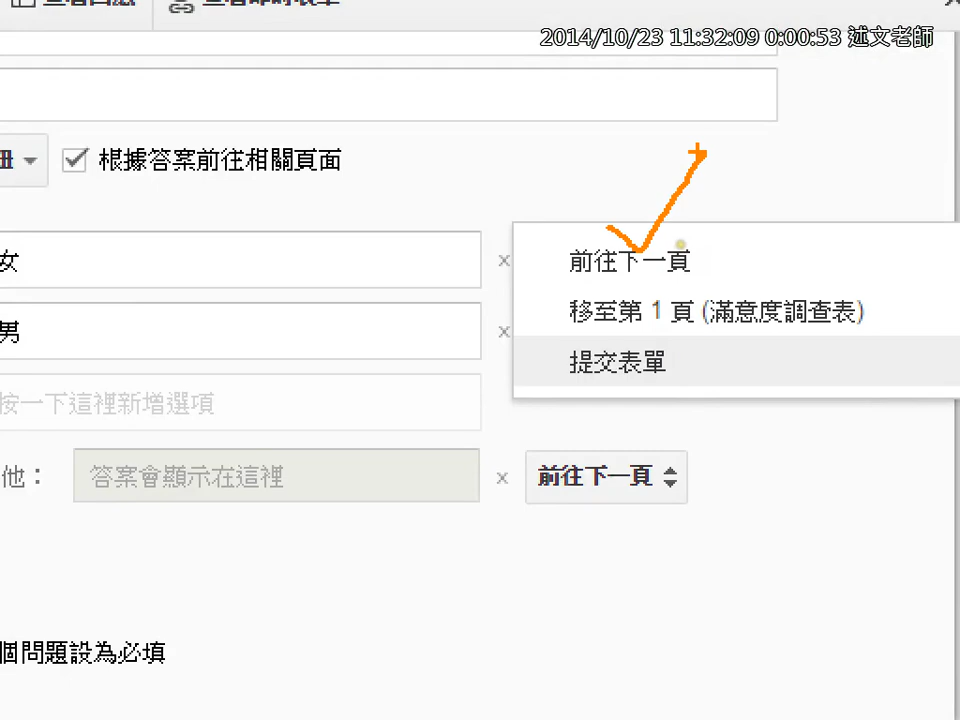 2014/10/23 11:32:09 0:00:53 述文老師
根據答案前往相關頁面
女
前往下一頁
移至第 1 頁 (滿意度調查表)
男
提交表單
按一下這裡新增選項
他：
答案會顯示在這裡
前往下一頁
個問題設為必填